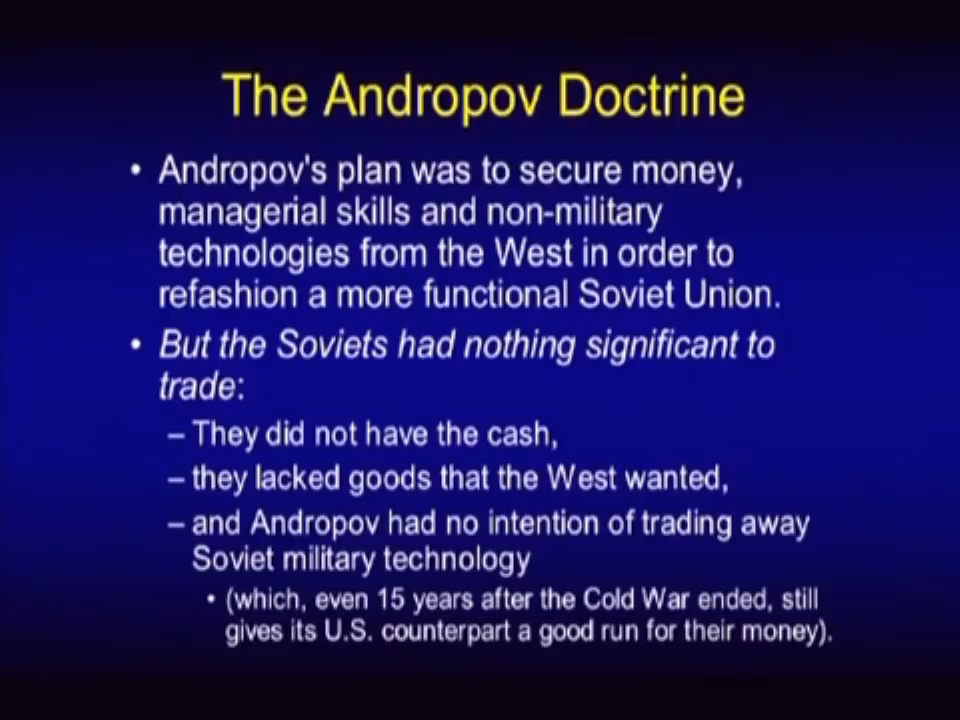 The Andropov Doctrine
• Andropov's plan was to secure money,
managerial skills and non-military
technologies from the West in order to
refashion a more functional Soviet Union.
• But the Soviets had nothing significant to
trade:
– They did not have the cash,
– they lacked goods that the West wanted,
– and Andropov had no intention of trading away
Soviet military technology
• (which, even 15 years after the Cold War ended, still
gives its U.S. counterpart a good run for their money).